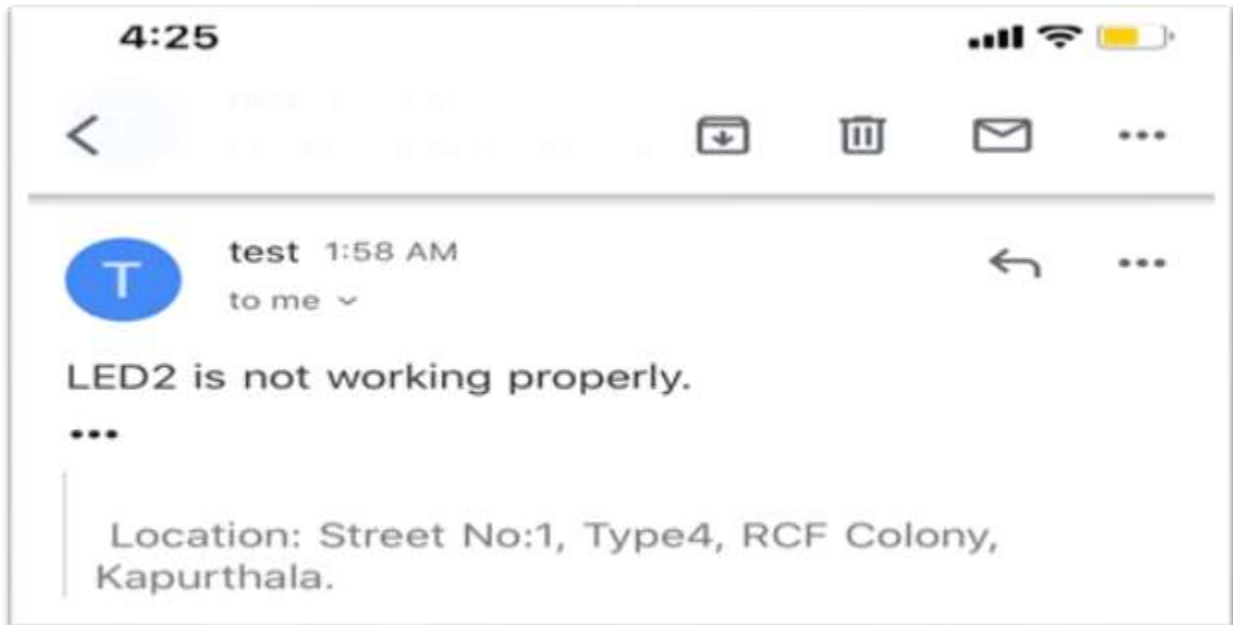 4:25
T
test 1:58 AM
to me
LED2 is not working properly.
•••
Location: Street No:1, Type4, RCF Colony,
Kapurthala.